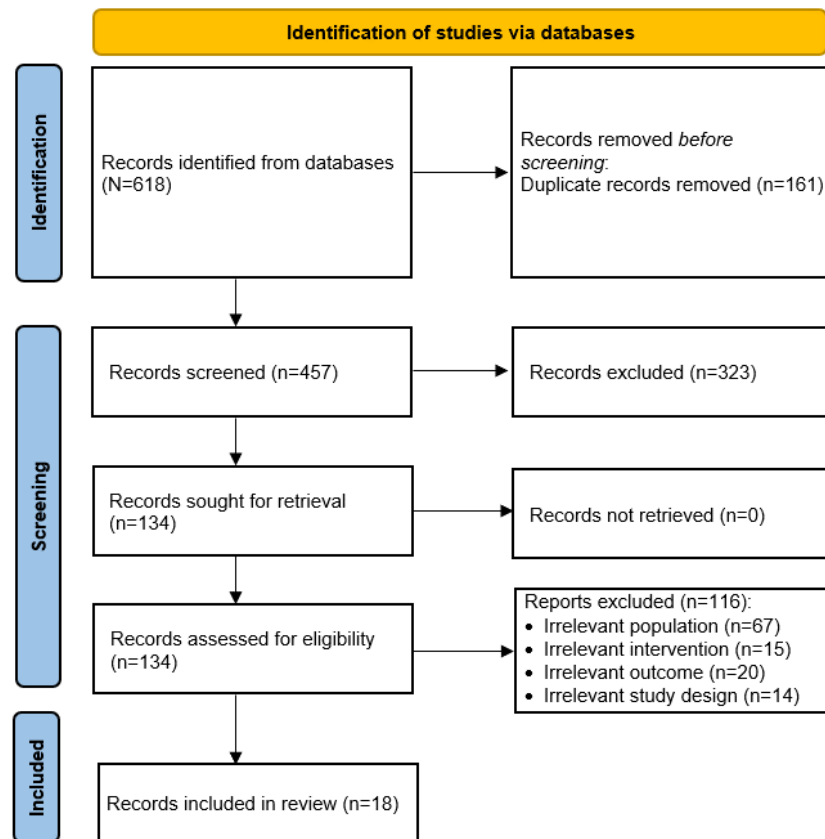 Identification of studies via databases
Identification
Records identified from databases
(N=618)
Records removed before
screening:
Duplicate records removed (n=161)
Screening
Records screened (n=457)
Records excluded (n=323)
Records sought for retrieval
(n=134)
Records not retrieved (n=0)
Records assessed for eligibility
(n=134)
Reports excluded (n=116):
• Irrelevant population (n=67)
• Irrelevant intervention (n=15)
• Irrelevant outcome (n=20)
• Irrelevant study design (n=14)
Included
Records included in review (n=18)